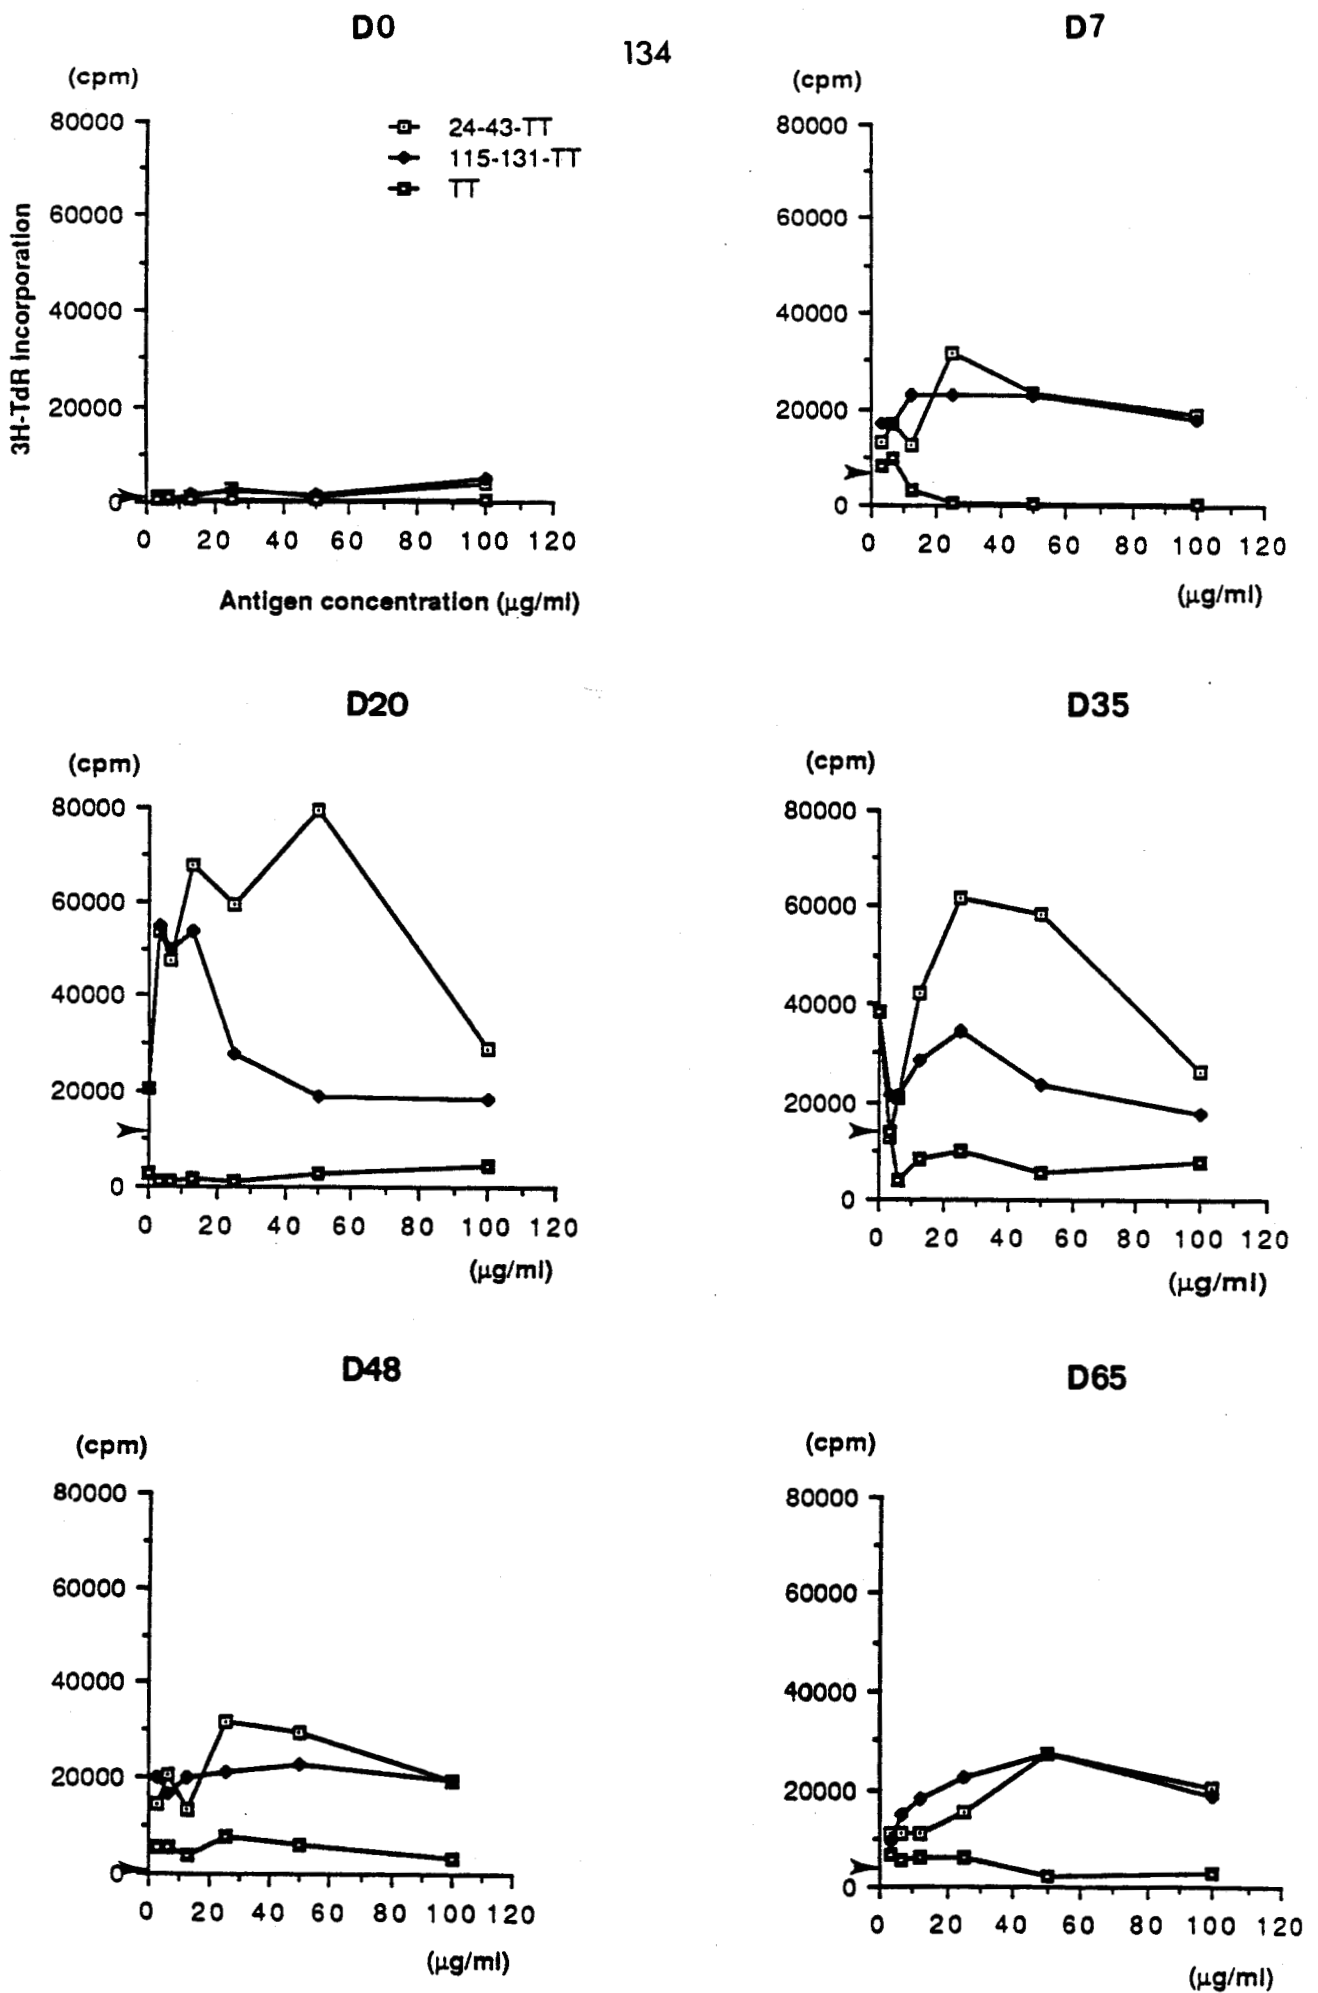 D0
134
D7
(cpm)
(cpm)
80000
60000
40000
20000
0
3H-TdR incorporation
24-43-TT
115-131-TT
TT
0 20 40 60 80 100 120
Antigen concentration (μg/ml)
80000
60000
40000
20000
0
0 20 40 60 80 100 120
(μg/ml)
D20
D35
(cpm)
(cpm)
80000
60000
40000
20000
0
0 20 40 60 80 100 120
(μg/ml)
80000
60000
40000
20000
0
0 20 40 60 80 100 120
(μg/ml)
D48
D65
(cpm)
(cpm)
80000
60000
40000
20000
0
0 20 40 60 80 100 120
(μg/ml)
80000
60000
40000
20000
0
0 20 40 60 80 100 120
(μg/ml)